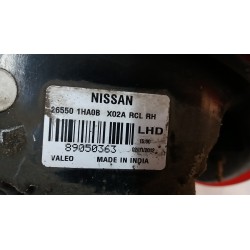 NISSAN
26550 1HA0B X02A RCL RH
LHD
89050363
VALEO MADE IN INDIA